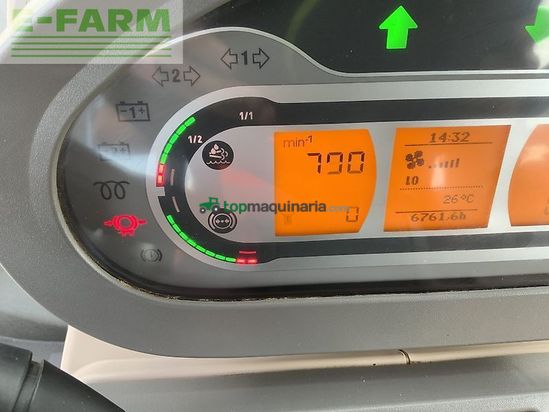 E-FARM
2
1
1/1
1/2
min-1
790
0
14:32
10
26°C
6761.6h
topmaquinaria.com
- 1 +